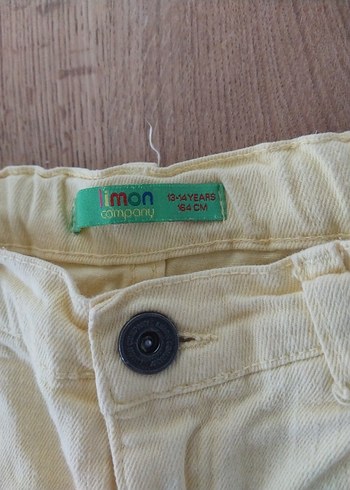 limon
company
13-14 YEARS
164 CM